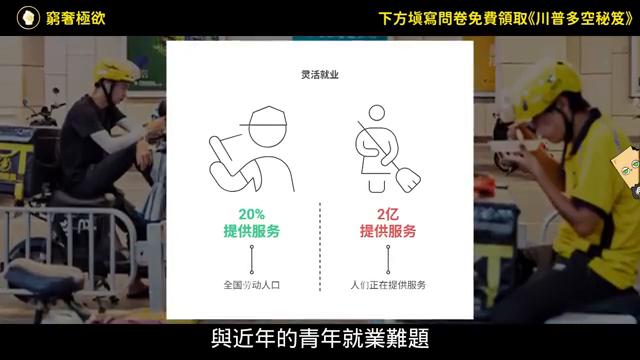 窮奢極欲
下方填寫問卷免費領取《川普多空秘笈》
灵活就业
20%
提供服务
全国劳动人口
2亿
提供服务
人们正在提供服务
與近年的青年就業難題